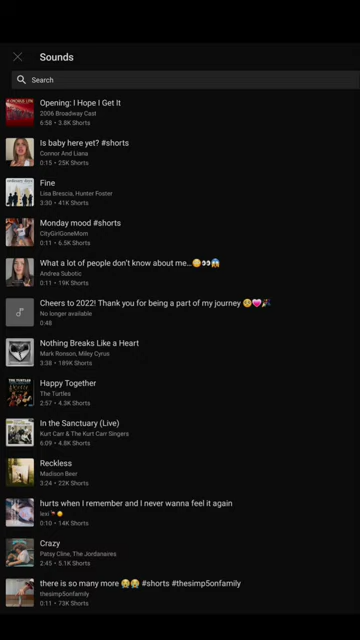 Sounds
Search
Opening: I Hope I Get It
2006 Broadway Cast
6:58 • 3.8K Shorts
Is baby here yet? #shorts
Connor And Liana
0:15 • 25K Shorts
Fine
Lisa Brescia, Hunter Foster
3:30 • 41K Shorts
Monday mood #shorts
CityGirlGoneMom
0:11 • 6.5K Shorts
What a lot of people don't know about me...😳👀😱
Andrea Subotic
0:11 • 19K Shorts
Cheers to 2022! Thank you for being a part of my journey 🥺💖🎉
No longer available
0:48
Nothing Breaks Like a Heart
Mark Ronson, Miley Cyrus
3:38 • 189K Shorts
Happy Together
The Turtles
2:57 • 4.3K Shorts
In the Sanctuary (Live)
Kurt Carr & The Kurt Carr Singers
6:09 • 4.8K Shorts
Reckless
Madison Beer
3:24 • 22K Shorts
hurts when I remember and I never wanna feel it again
lexi
0:10 • 14K Shorts
Crazy
Patsy Cline, The Jordanaires
2:45 • 5.1K Shorts
there is so many more 😭😭 #shorts #thesimp5onfamily
thesimp5onfamily
0:11 • 73K Shorts